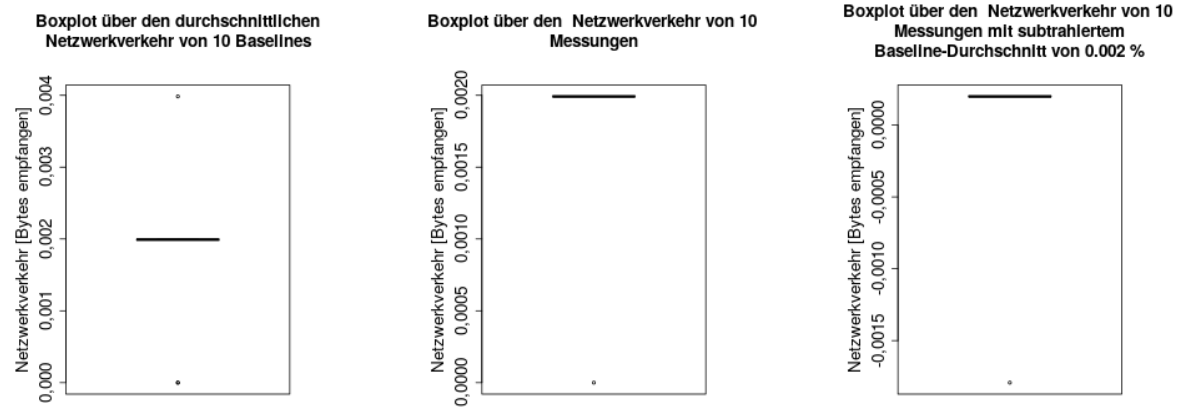 Boxplot über den durchschnittlichen
Netzwerkverkehr von 10 Baselines
Netzwerkverkehr [Bytes empfangen]
0,004
0,003
0,002
0,001
0,000
Boxplot über den  Netzwerkverkehr von 10
Messungen
Netzwerkverkehr [Bytes empfangen]
0,0020
0,0015
0,0010
0,0005
0,0000
Boxplot über den  Netzwerkverkehr von 10
Messungen mit subtrahiertem
Baseline-Durchschnitt von 0.002 %
Netzwerkverkehr [Bytes empfangen]
0,0000
-0,0005
-0,0010
-0,0015